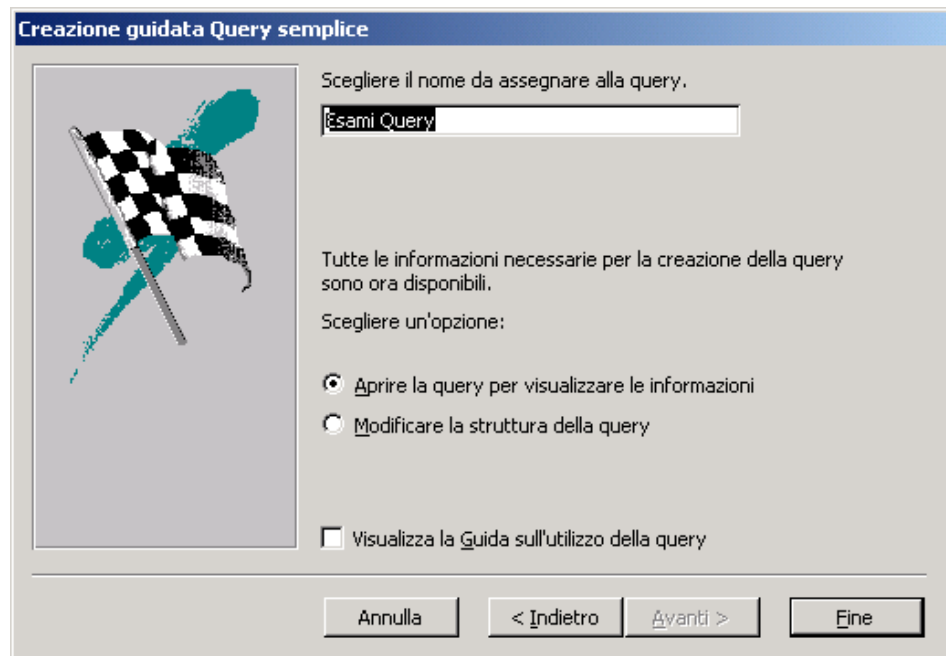 Creazione guidata Query semplice
Scegliere il nome da assegnare alla query.
Esami Query
Tutte le informazioni necessarie per la creazione della query
sono ora disponibili.
Scegliere un'opzione:
Aprire la query per visualizzare le informazioni
Modificare la struttura della query
Visualizza la Guida sull'utilizzo della query
Annulla
< Indietro
Avanti >
Fine